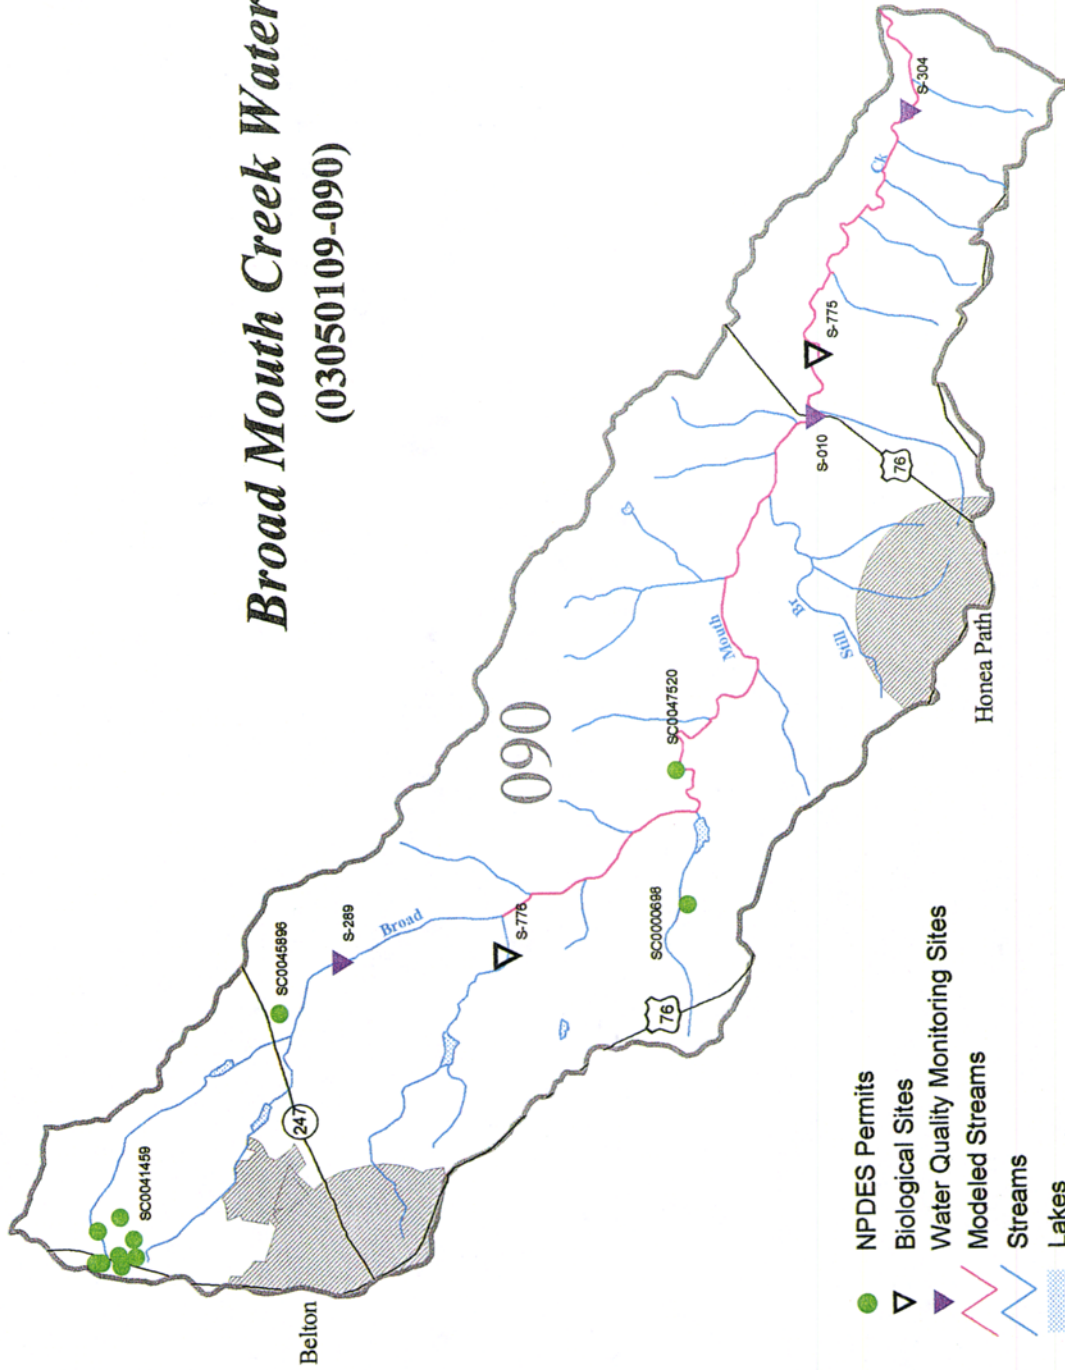 Broad Mouth Creek Water
(03050109-090)
S-304
Ck
S-775
S-010
76
Mouth
Br
Still
Honea Path
SC0047520
090
SC0000698
S-776
Broad
S-289
SC0045896
76
247
SC0041459
Belton
NPDES Permits
Biological Sites
Water Quality Monitoring Sites
Modeled Streams
Streams
Lakes